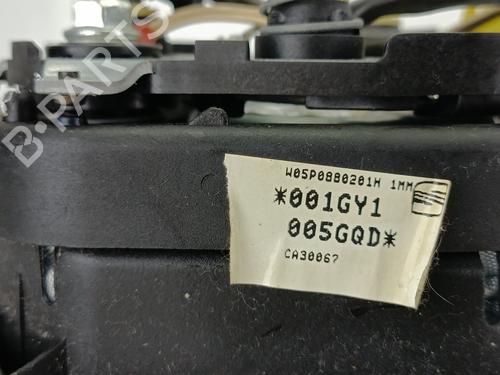 B-PARTS
W05P0880201H 1MM
*001GY1
005GQD*
CA30067